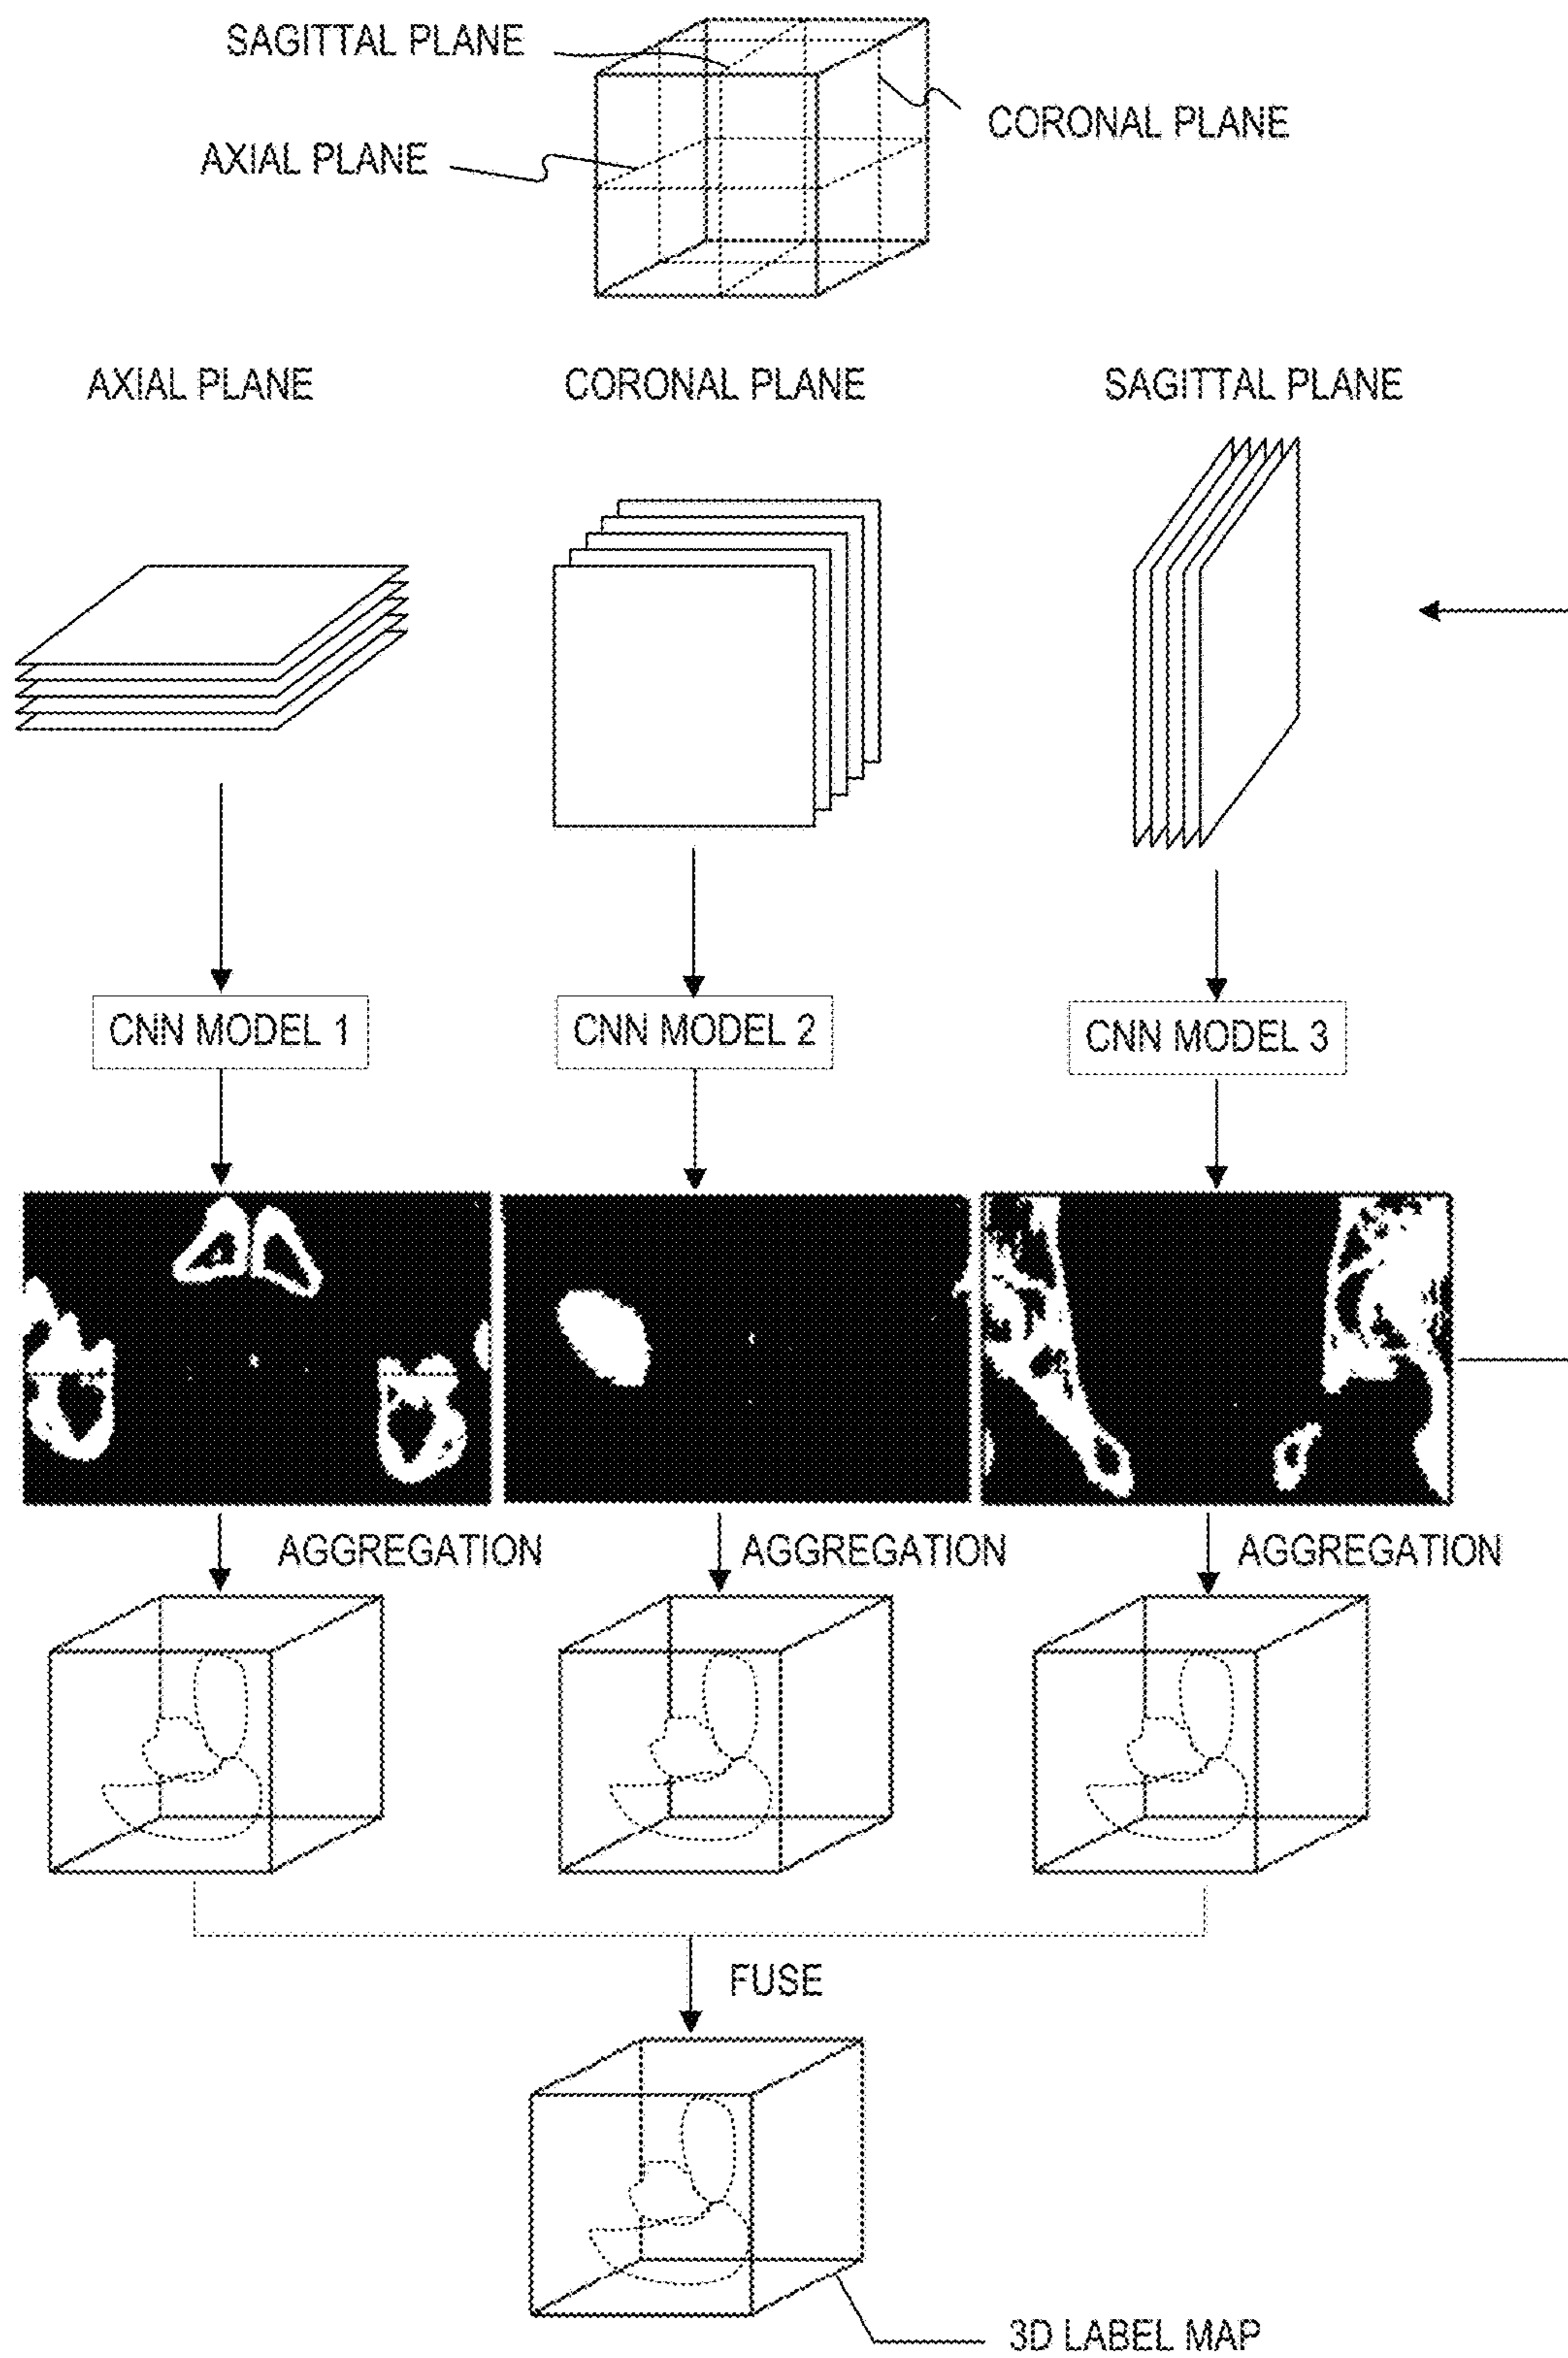 SAGITTAL PLANE
CORONAL PLANE
AXIAL PLANE
AXIAL PLANE
CORONAL PLANE
SAGITTAL PLANE
CNN MODEL 1
CNN MODEL 2
CNN MODEL 3
AGGREGATION
AGGREGATION
AGGREGATION
FUSE
3D LABEL MAP